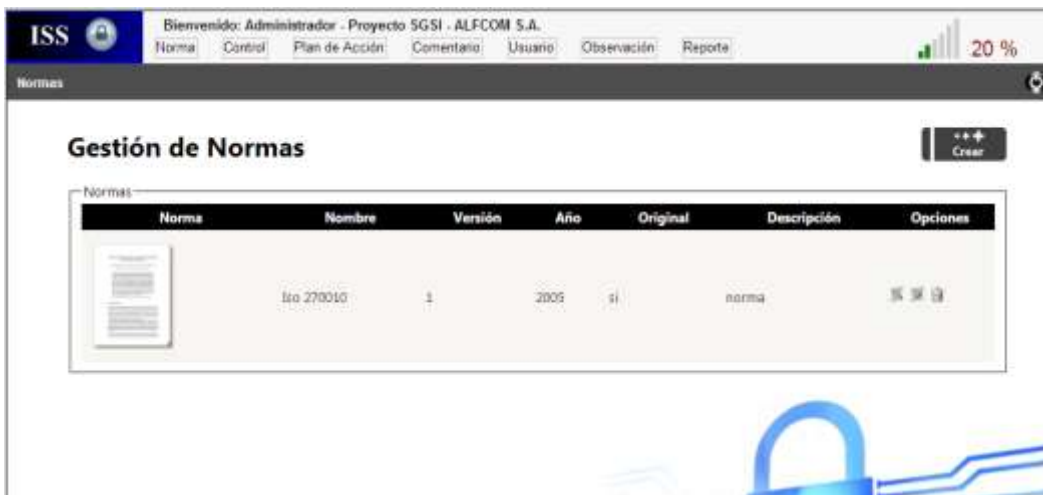 ISS
Bienvenido: Administrador - Proyecto SGSI - ALFCOM S.A.
Norma Control Plan de Acción Comentario Usuario Observación Reporte
20 %
Normas
Gestión de Normas
Crear
Normas
Norma Nombre Versión Año Original Descripción Opciones
Iso 270010 1 2005 si norma